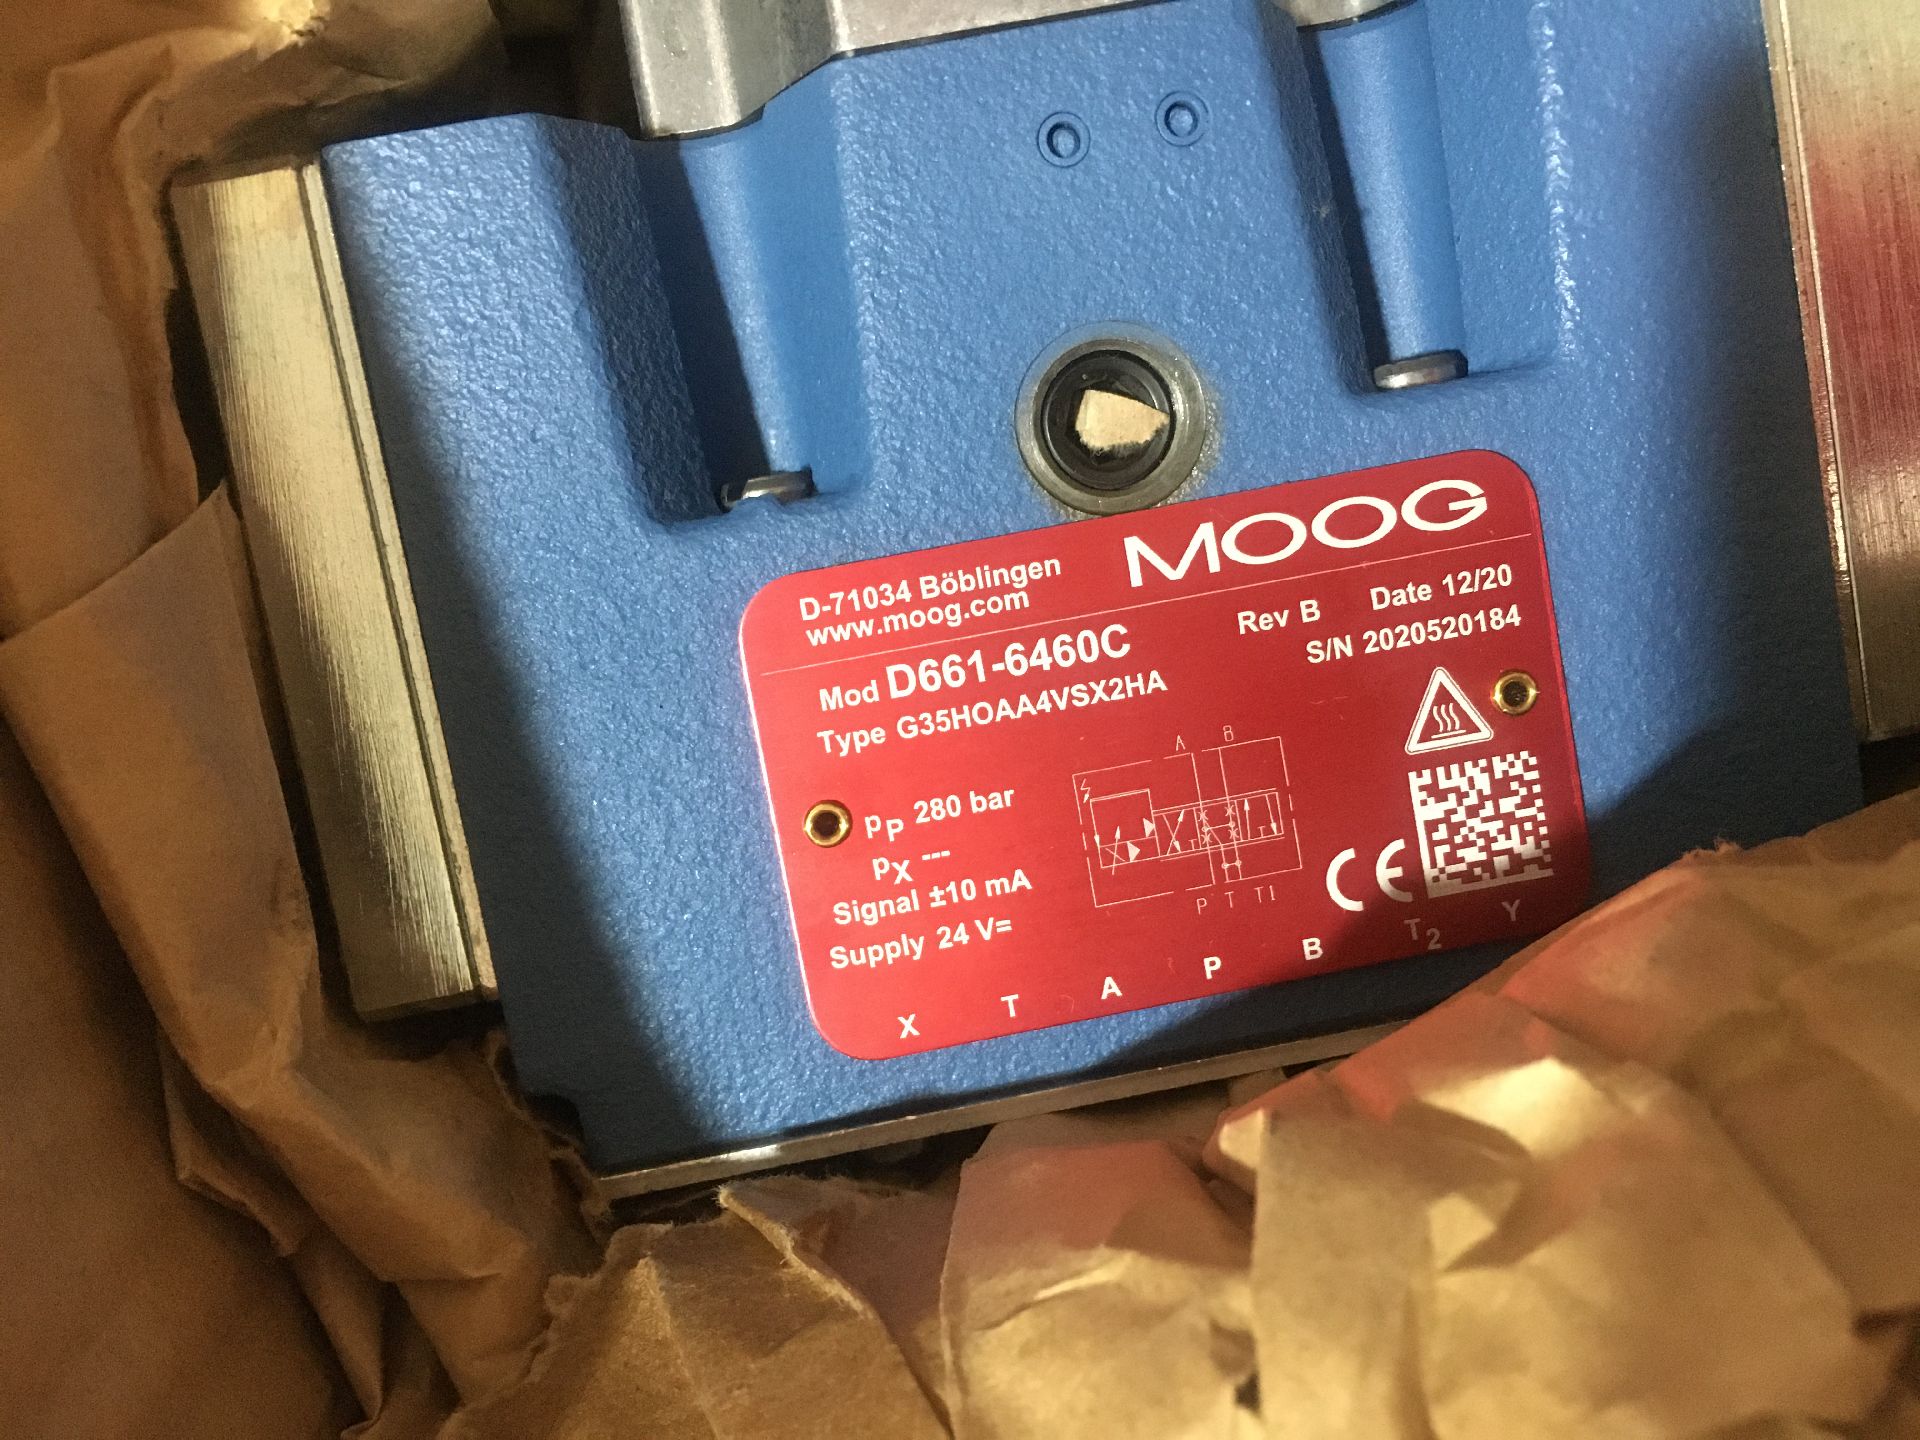 MOOG
D-71034 Böblingen
www.moog.com
Mod D661-6460C Rev B Date 12/20
Type G35HOAA4VSX2HA S/N 2020520184
pP 280 bar
pX ---
Signal ±10 mA
Supply 24 V=
A B
P T T1
CE
X T A P B T2 Y